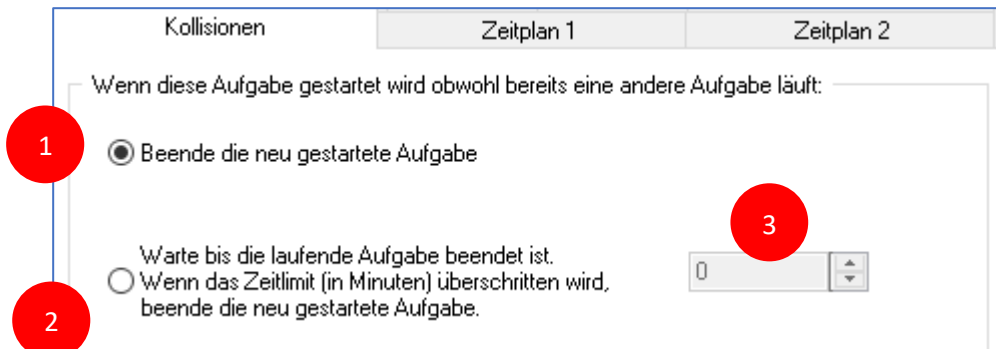 Kollisionen Zeitplan 1 Zeitplan 2
Wenn diese Aufgabe gestartet wird obwohl bereits eine andere Aufgabe läuft:
1
Beende die neu gestartete Aufgabe
3
Warte bis die laufende Aufgabe beendet ist.
0
Wenn das Zeitlimit (in Minuten) überschritten wird,
beende die neu gestartete Aufgabe.
2